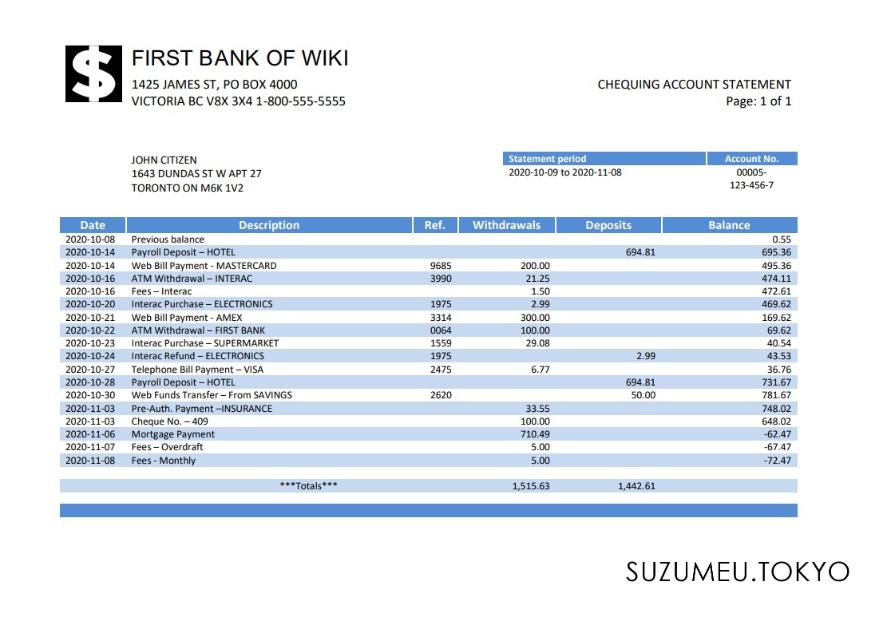 $
FIRST BANK OF WIKI
1425 JAMES ST, PO BOX 4000
VICTORIA BC V8X 3X4 1-800-555-5555
CHEQUING ACCOUNT STATEMENT
Page: 1 of 1
JOHN CITIZEN
1643 DUNDAS ST W APT 27
TORONTO ON M6K 1V2
Statement period Account No.
2020-10-09 to 2020-11-08 00005-
123-456-7
Date Description Ref. Withdrawals Deposits Balance
2020-10-08 Previous balance 0.55
2020-10-14 Payroll Deposit – HOTEL 694.81 695.36
2020-10-14 Web Bill Payment - MASTERCARD 9685 200.00 495.36
2020-10-16 ATM Withdrawal – INTERAC 3990 21.25 474.11
2020-10-16 Fees – Interac 1.50 472.61
2020-10-20 Interac Purchase – ELECTRONICS 1975 2.99 469.62
2020-10-21 Web Bill Payment - AMEX 3314 300.00 169.62
2020-10-22 ATM Withdrawal – FIRST BANK 0064 100.00 69.62
2020-10-23 Interac Purchase – SUPERMARKET 1559 29.08 40.54
2020-10-24 Interac Refund – ELECTRONICS 1975 2.99 43.53
2020-10-27 Telephone Bill Payment – VISA 2475 6.77 36.76
2020-10-28 Payroll Deposit – HOTEL 694.81 731.67
2020-10-30 Web Funds Transfer – From SAVINGS 2620 50.00 781.67
2020-11-03 Pre-Auth. Payment –INSURANCE 33.55 748.02
2020-11-03 Cheque No. – 409 100.00 648.02
2020-11-06 Mortgage Payment 710.49 -62.47
2020-11-07 Fees – Overdraft 5.00 -67.47
2020-11-08 Fees - Monthly 5.00 -72.47
***Totals*** 1,515.63 1,442.61
SUZUMEU.TOKYO